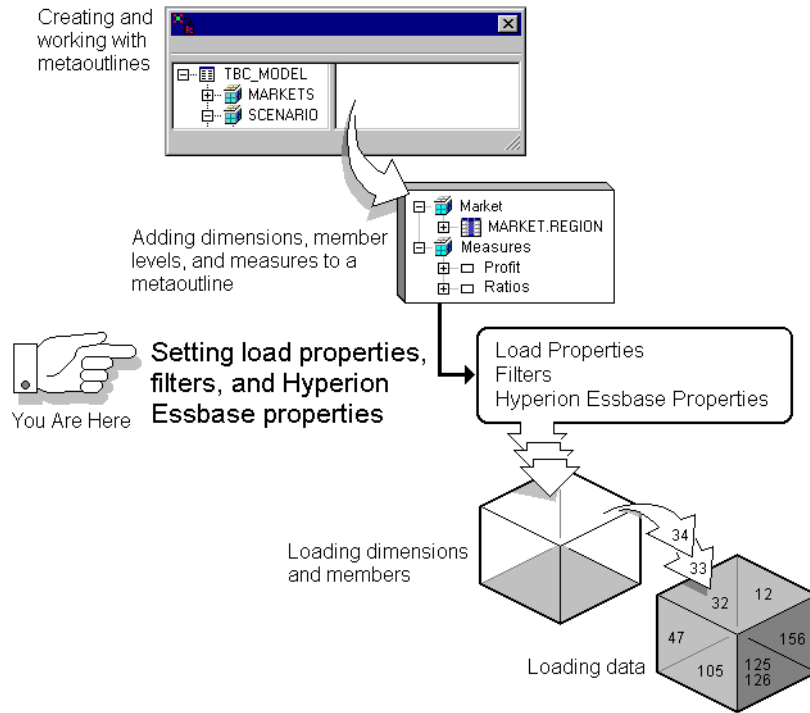 Creating and
working with
metaoutlines
TBC_MODEL
MARKETS
SCENARIO
Market
MARKET.REGION
Measures
Profit
Ratios
Adding dimensions, member
levels, and measures to a
metaoutline
You Are Here
Setting load properties,
filters, and Hyperion
Essbase properties
Load Properties
Filters
Hyperion Essbase Properties
Loading dimensions
and members
34
33
32
12
47
156
105
125
126
Loading data